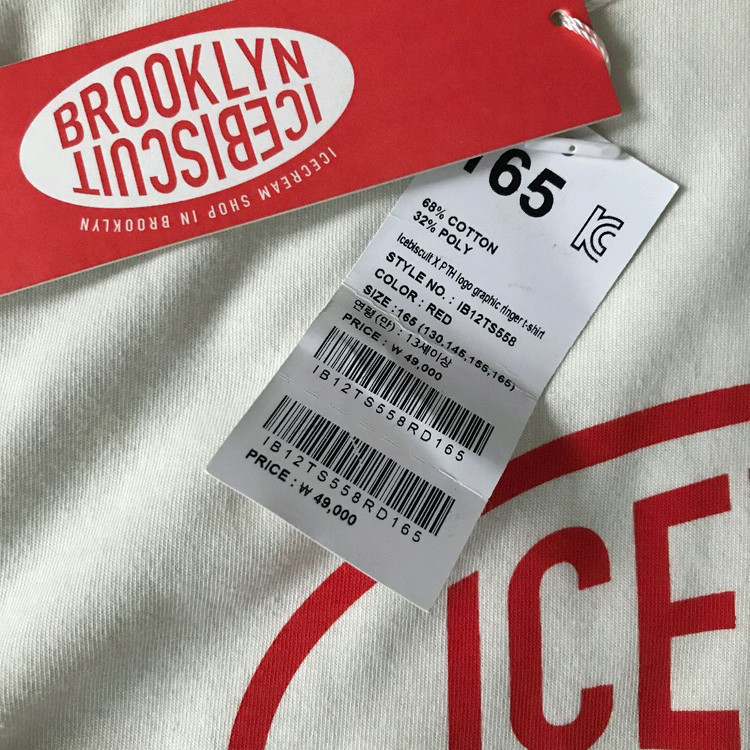 BROOKLYN
ICEBISCUIT
ICECREAM SHOP IN BROOKLYN
165
68% COTTON
32% POLY
Icebiscuit X PTH logo graphic ringer t-shirt
STYLE NO. : IB12TS558
COLOR : RED
SIZE : 165 (130,145,155,165)
연령(만) : 13세이상
PRICE : ₩ 49,000
IB12TS558RD165
IB12TS558RD165
PRICE : ₩ 49,000
ICE